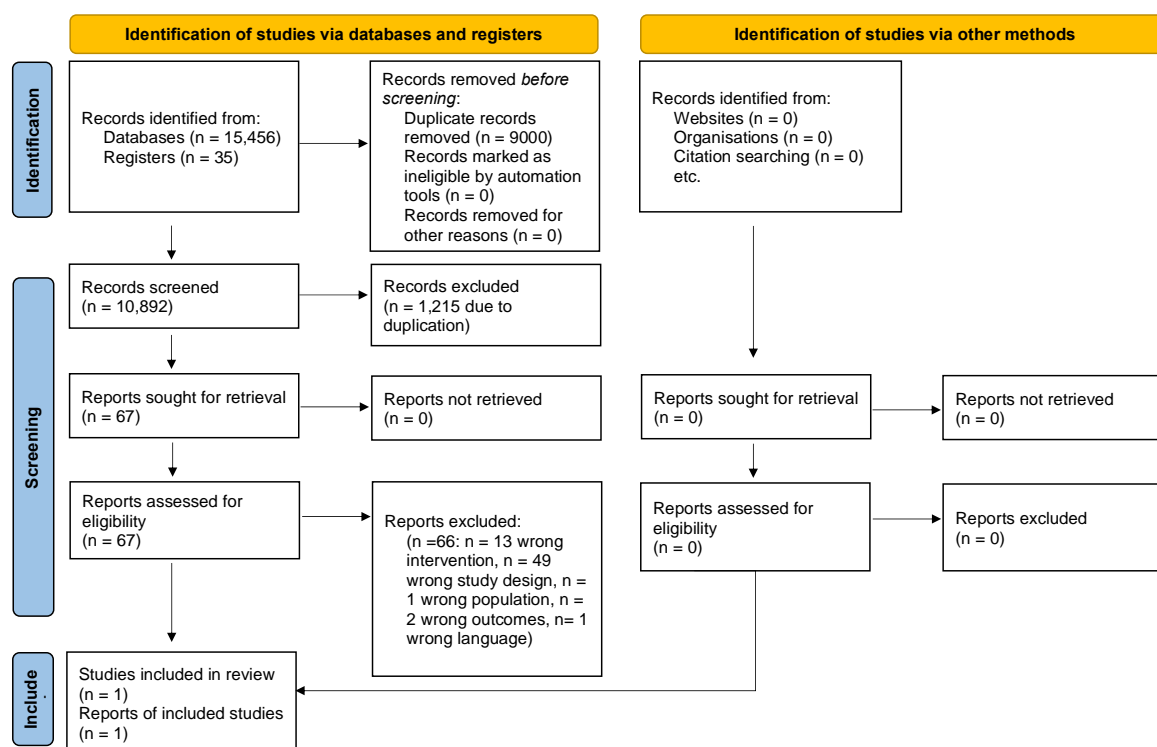 Identification of studies via databases and registers
Identification of studies via other methods
Identification
Records identified from:
Databases (n = 15,456)
Registers (n = 35)
Records removed before
screening:
Duplicate records
removed (n = 9000)
Records marked as
ineligible by automation
tools (n = 0)
Records removed for
other reasons (n = 0)
Records identified from:
Websites (n = 0)
Organisations (n = 0)
Citation searching (n = 0)
etc.
Screening
Records screened
(n = 10,892)
Records excluded
(n = 1,215 due to
duplication)
Reports sought for retrieval
(n = 67)
Reports not retrieved
(n = 0)
Reports sought for retrieval
(n = 0)
Reports not retrieved
(n = 0)
Reports assessed for
eligibility
(n = 67)
Reports excluded:
(n =66: n = 13 wrong
intervention, n = 49
wrong study design, n =
1 wrong population, n =
2 wrong outcomes, n= 1
wrong language)
Reports assessed for
eligibility
(n = 0)
Reports excluded
(n = 0)
Include
Studies included in review
(n = 1)
Reports of included studies
(n = 1)